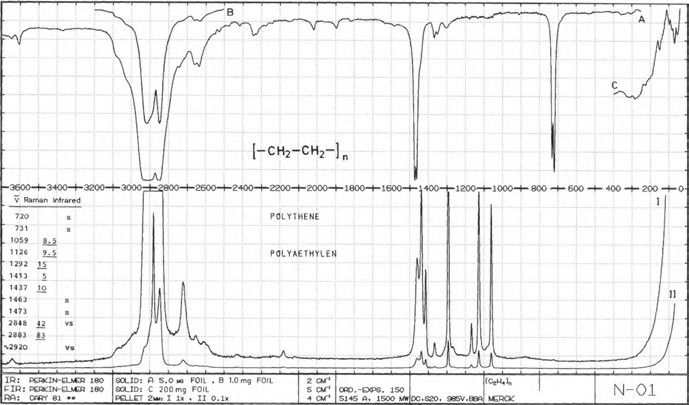 B
A
C
[-CH2-CH2-]n
3600 3200 3000 2800 2600 2400 2200 2000 1800 1600 1400 1200 1000 800 600 400 200 0
ν̃ Raman Infrared
720 s
731 s
1059 8.5
1126 9.5
1292 15
1413 5
1437 10
1463 s
1473 s
2848 42 vs
2883 83
~2920 vs
POLYTHENE
POLYAETHYLEN
I
II
IR: PERKIN-ELMER 180 SOLID: A 5.0 MG FOIL , B 1.0 mg FOIL 2 CM-1 (C2H4)n
FIR: PERKIN-ELMER 180 SOLID: C 200 mg FOIL 5 CM-1 ORD.-EXPS. 150
RA: CARY 81 PELLET 2MM: I 1x , II 0.1x 4 CM-1 5145 A, 1500 MW DC, S20, 985V, 88A MERCK
N-01